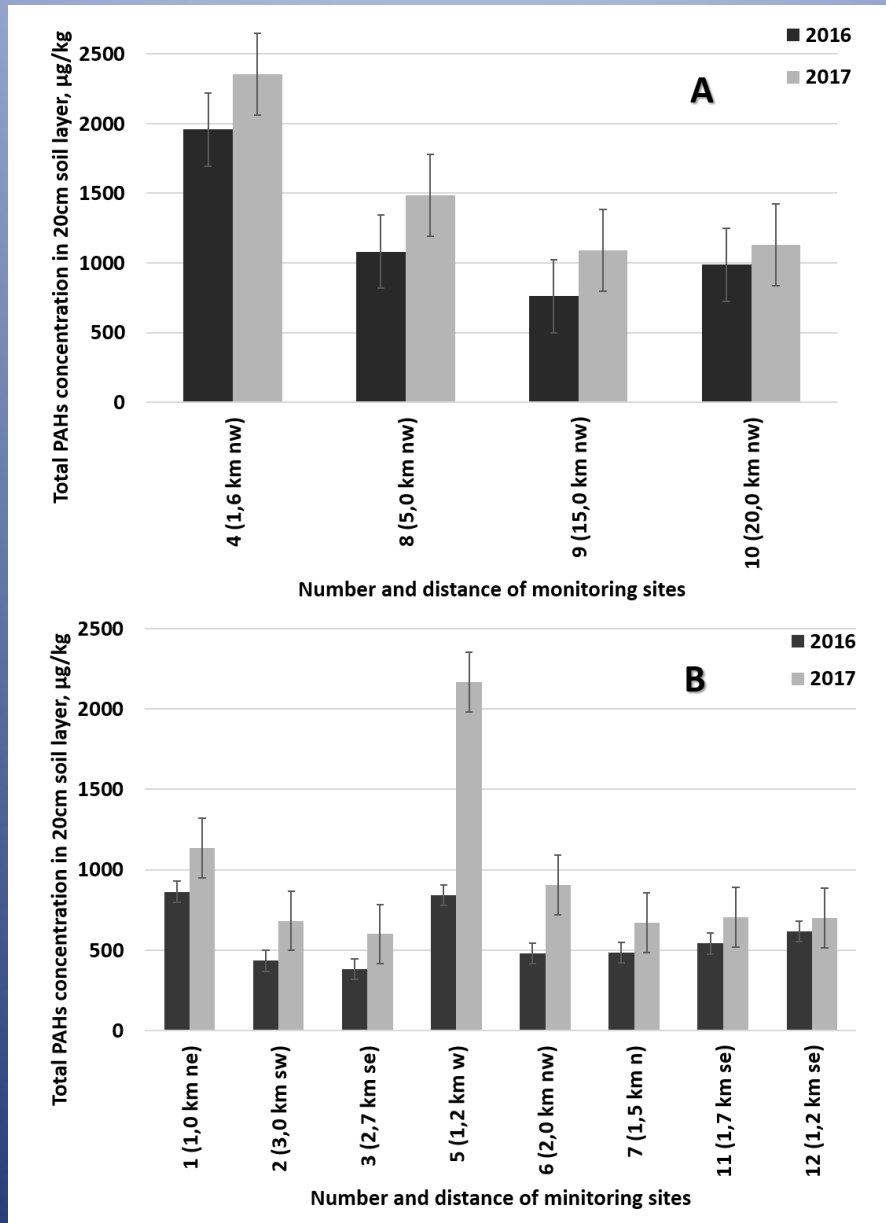 Total PAHs concentration in 20cm soil layer, µg/kg
2500
2000
1500
1000
500
0
2016
2017
A
4 (1,6 km nw)
8 (5,0 km nw)
9 (15,0 km nw)
10 (20,0 km nw)
Number and distance of monitoring sites
Total PAHs concentration in 20cm soil layer, µg/kg
2500
2000
1500
1000
500
0
2016
2017
B
1 (1,0 km ne)
2 (3,0 km sw)
3 (2,7 km se)
5 (1,2 km w)
6 (2,0 km nw)
7 (1,5 km n)
11 (1,7 km se)
12 (1,2 km se)
Number and distance of minitoring sites